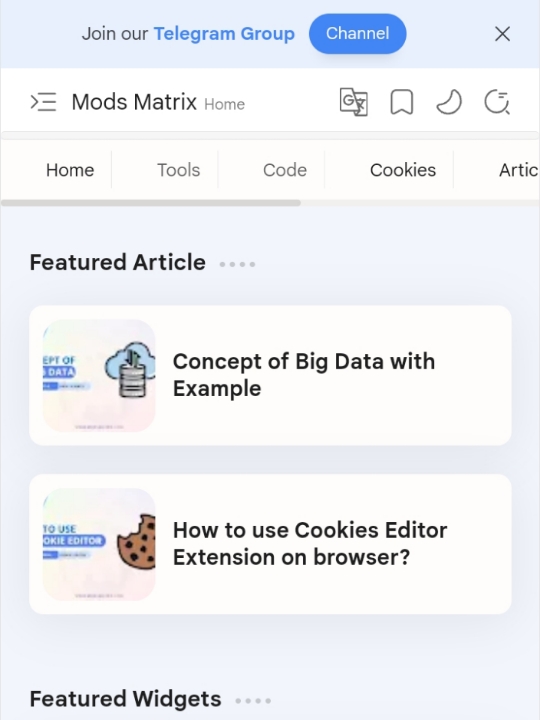 Join our Telegram Group Channel
Mods Matrix Home
Home Tools Code Cookies Artic
Featured Article
EPT OF
DATA
Concept of Big Data with
Example
TO USE
OKIE EDITOR
How to use Cookies Editor
Extension on browser?
Featured Widgets